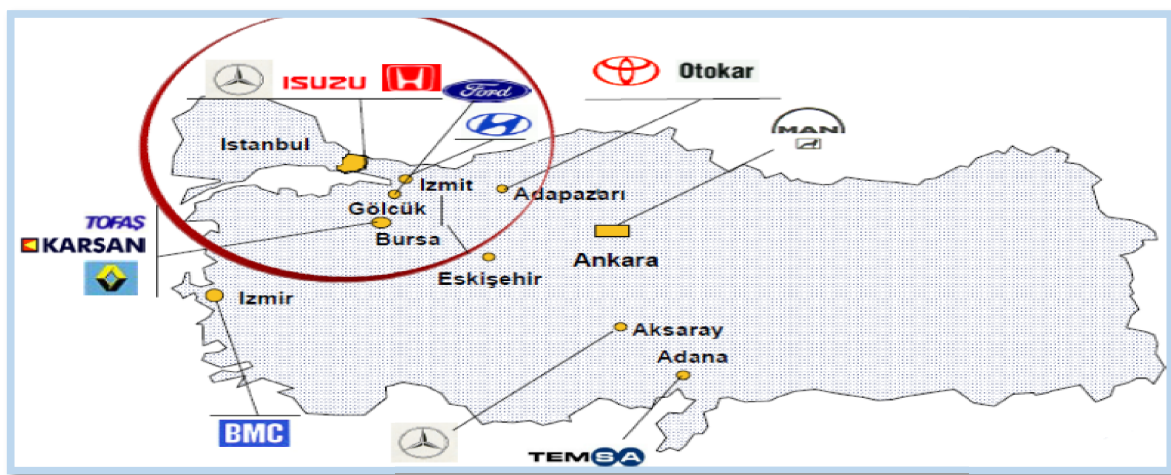 ISUZU
Ford
Otokar
MAN
Istanbul
Izmit
Adapazarı
Gölcük
TOFAŞ
KARSAN
Bursa
Ankara
Eskişehir
Izmir
Aksaray
Adana
BMC
TEMSA